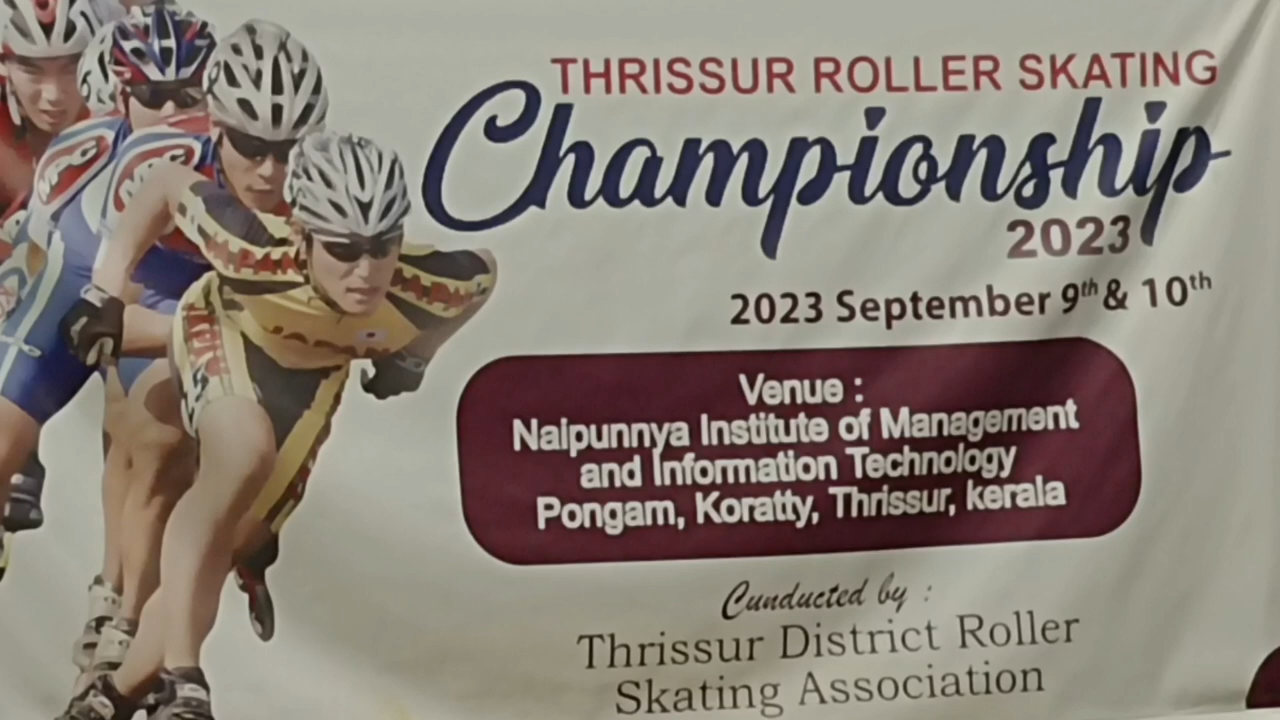 THRISSUR ROLLER SKATING
Championship
2023
2023 September 9th & 10th
Venue :
Naipunnya Institute of Management
and Information Technology
Pongam, Koratty, Thrissur, kerala
Cunducted by :
Thrissur District Roller
Skating Association